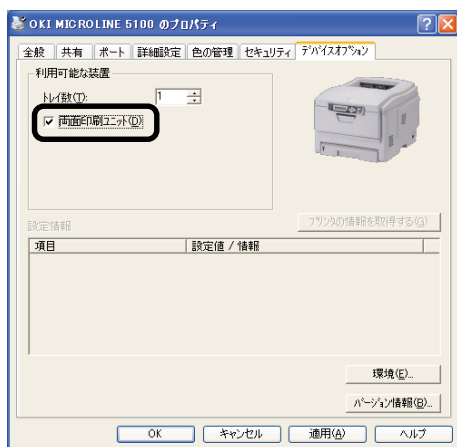 OKI MICROLINE 5100 のプロパティ
全般 共有 ポート 詳細設定 色の管理 セキュリティ デバイスオプション
利用可能な装置
トレイ数(T): 1
両面印刷ユニット(D)
プリンタの情報を取得する(G)
設定情報
項目 設定値 / 情報
環境(E)...
バージョン情報(B)...
OK キャンセル 適用(A) ヘルプ